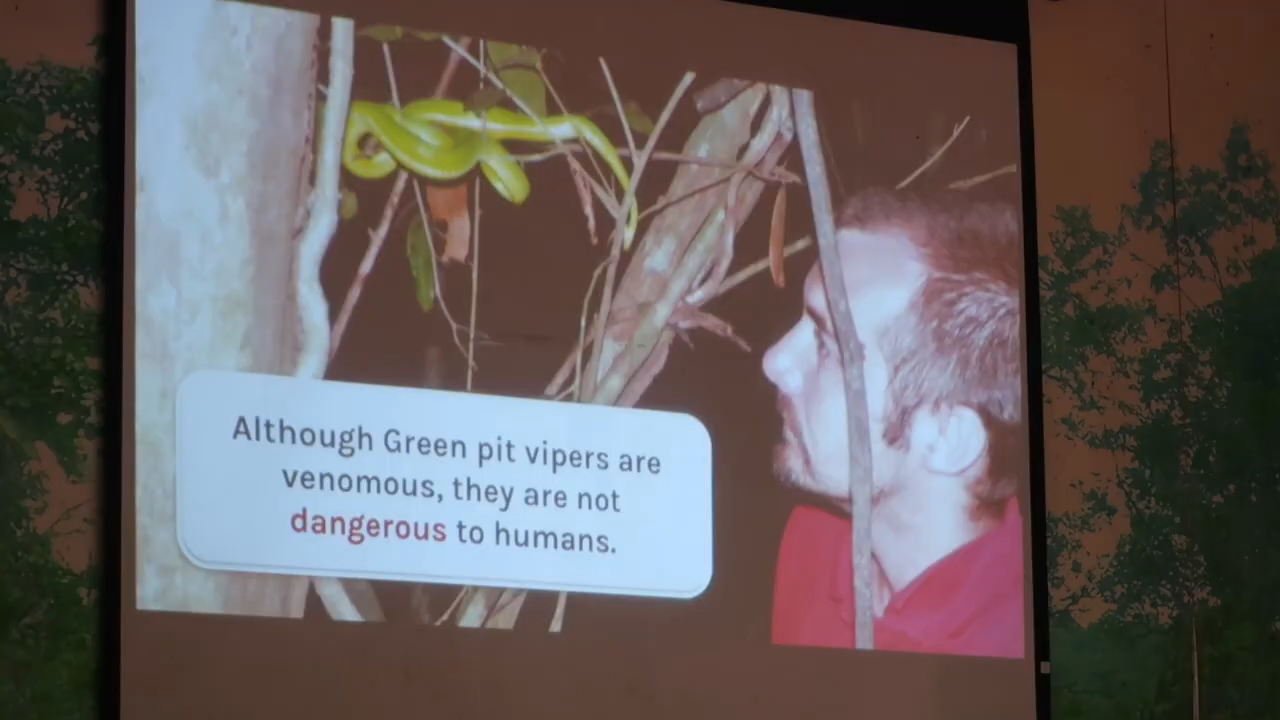 Although Green pit vipers are
venomous, they are not
dangerous to humans.